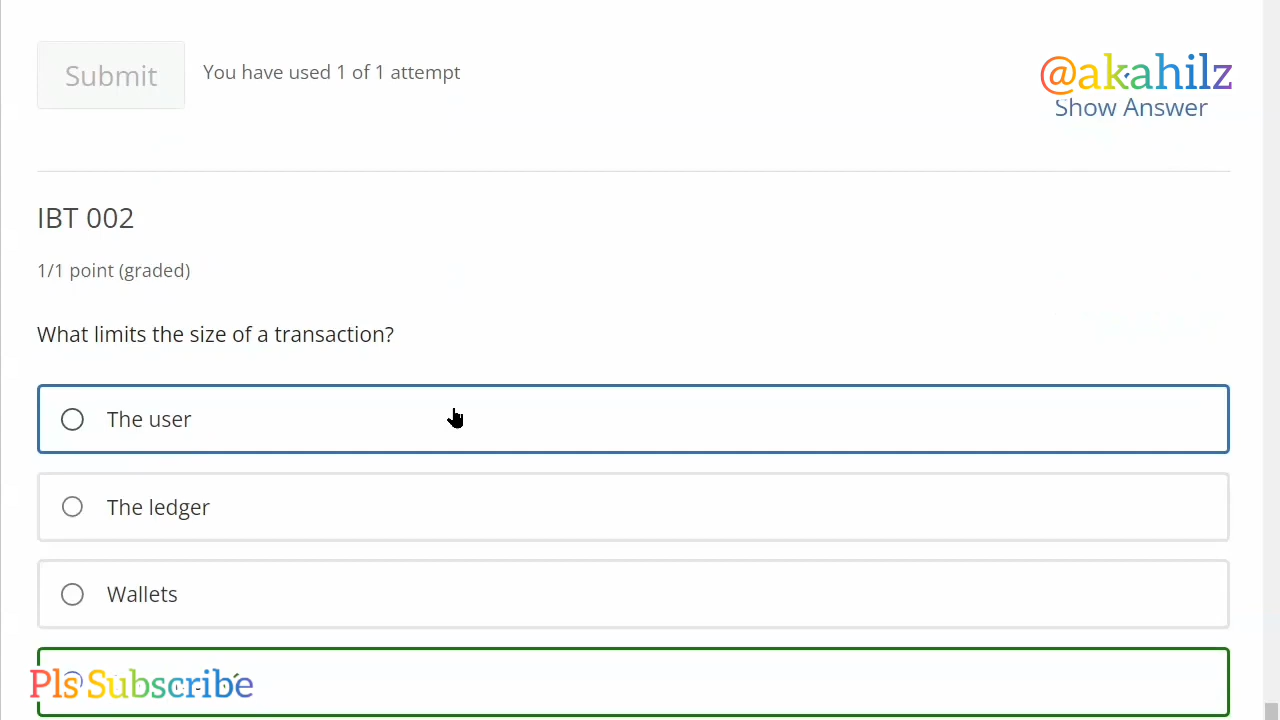 Submit
You have used 1 of 1 attempt
@akahilz
Show Answer
IBT 002
1/1 point (graded)
What limits the size of a transaction?
The user
The ledger
Wallets
Pls Subscribe